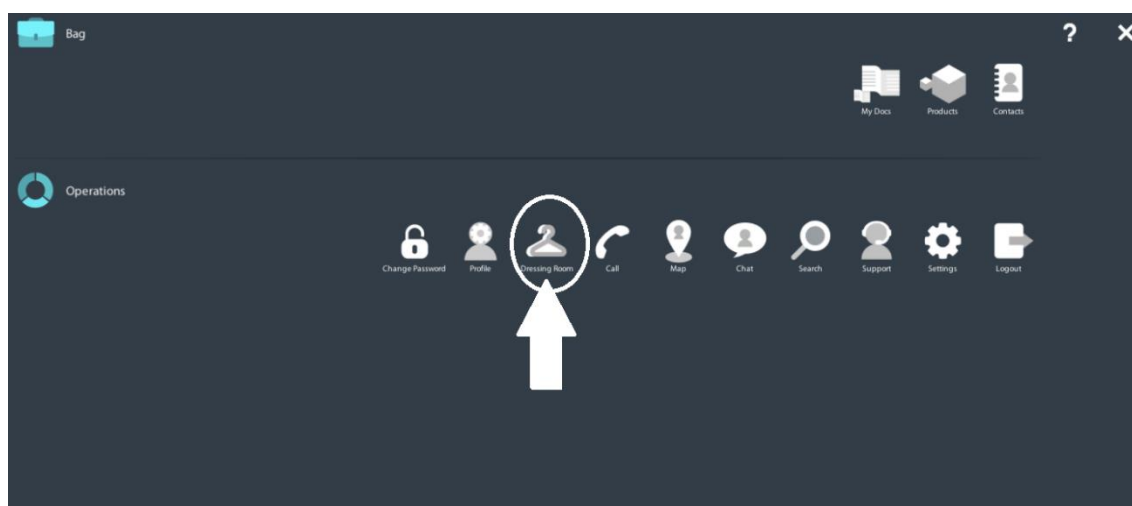 Bag
?
My Docs Products Contacts
Operations
Change Password Profile Dressing Room Call Map Chat Search Support Settings Logout